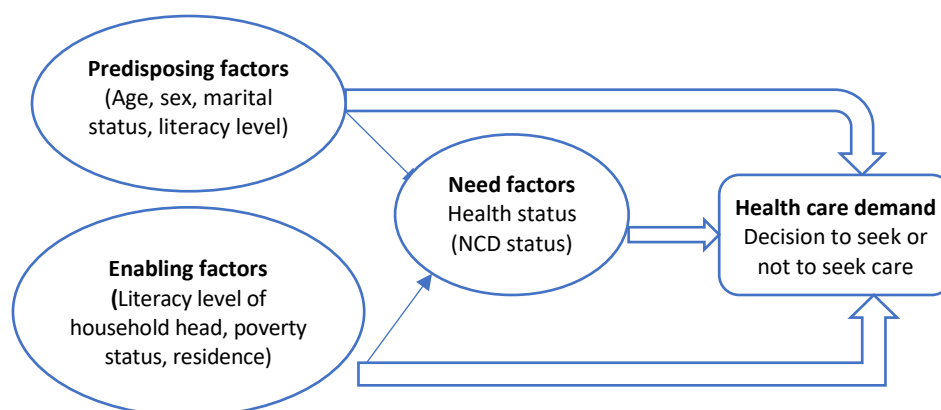 Predisposing factors
(Age, sex, marital
status, literacy level)
Need factors
Health status
(NCD status)
Health care demand
Decision to seek or
not to seek care
Enabling factors
(Literacy level of
household head, poverty
status, residence)